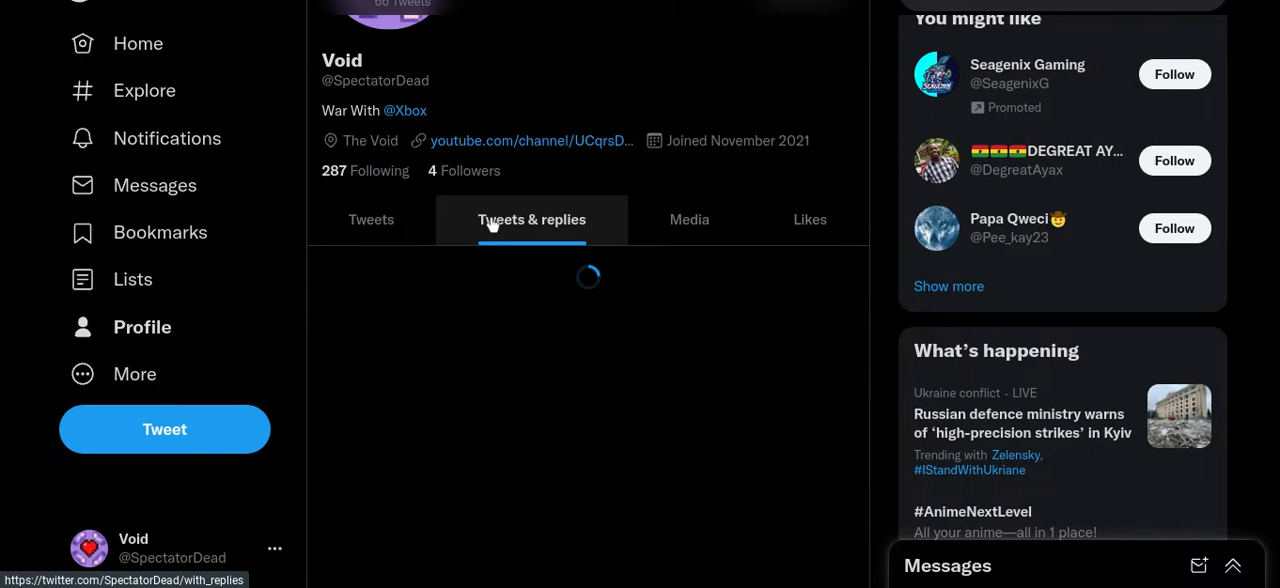 66 Tweets
Home
Explore
Notifications
Messages
Bookmarks
Lists
Profile
More
Tweet
Void
@SpectatorDead
https://twitter.com/SpectatorDead/with_replies
Void
@SpectatorDead
War With @Xbox
The Void youtube.com/channel/UCqrsD... Joined November 2021
287 Following 4 Followers
Tweets Tweets & replies Media Likes
You might like
Seagenix Gaming
@SeagenixG
Promoted
Follow
DEGREAT AY...
@DegreatAyax
Follow
Papa Qweci
@Pee_kay23
Follow
Show more
What's happening
Ukraine conflict · LIVE
Russian defence ministry warns
of 'high-precision strikes' in Kyiv
Trending with Zelensky,
#IStandWithUkriane
#AnimeNextLevel
All your anime—all in 1 place!
Messages